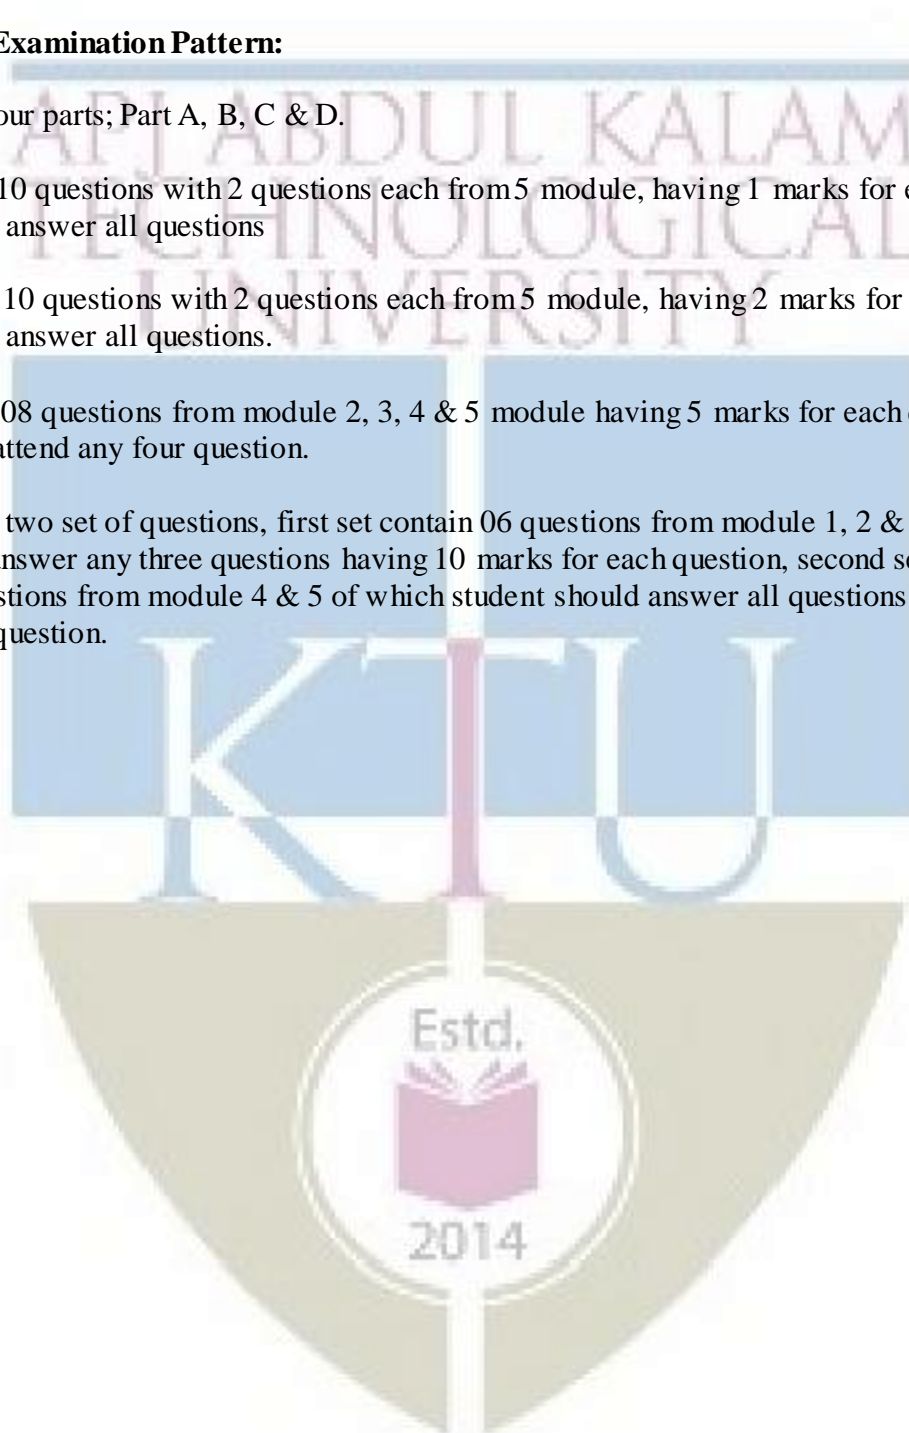 Examination Pattern:
our parts; Part A, B, C & D.
10 questions with 2 questions each from 5 module, having 1 marks for
answer all questions
10 questions with 2 questions each from 5 module, having 2 marks for
answer all questions.
08 questions from module 2, 3, 4 & 5 module having 5 marks for each
attend any four question.
two set of questions, first set contain 06 questions from module 1, 2 &
answer any three questions having 10 marks for each question, second
stions from module 4 & 5 of which student should answer all questions
question.
APJ ABDUL KALAM
TECHNOLOGICAL
UNIVERSITY
KTU
Estd.
2014